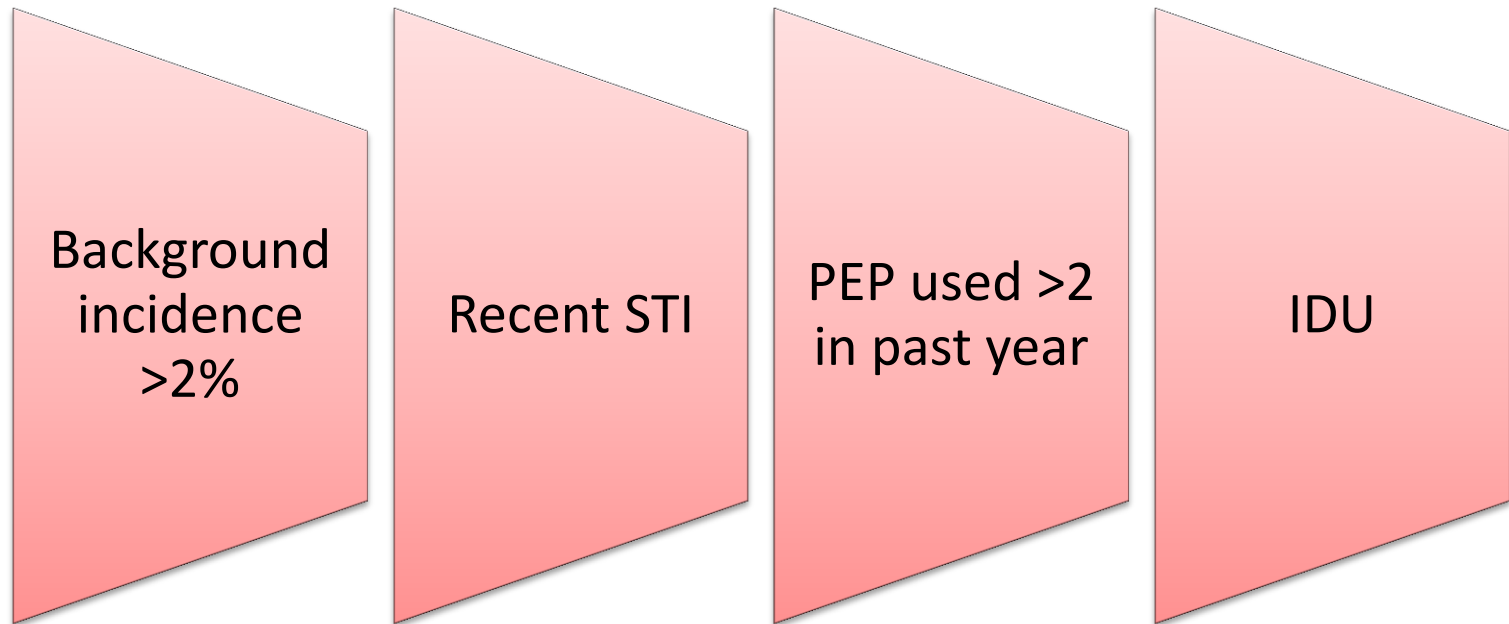 Background
incidence
>2%
Recent STI
PEP used >2
in past year
IDU